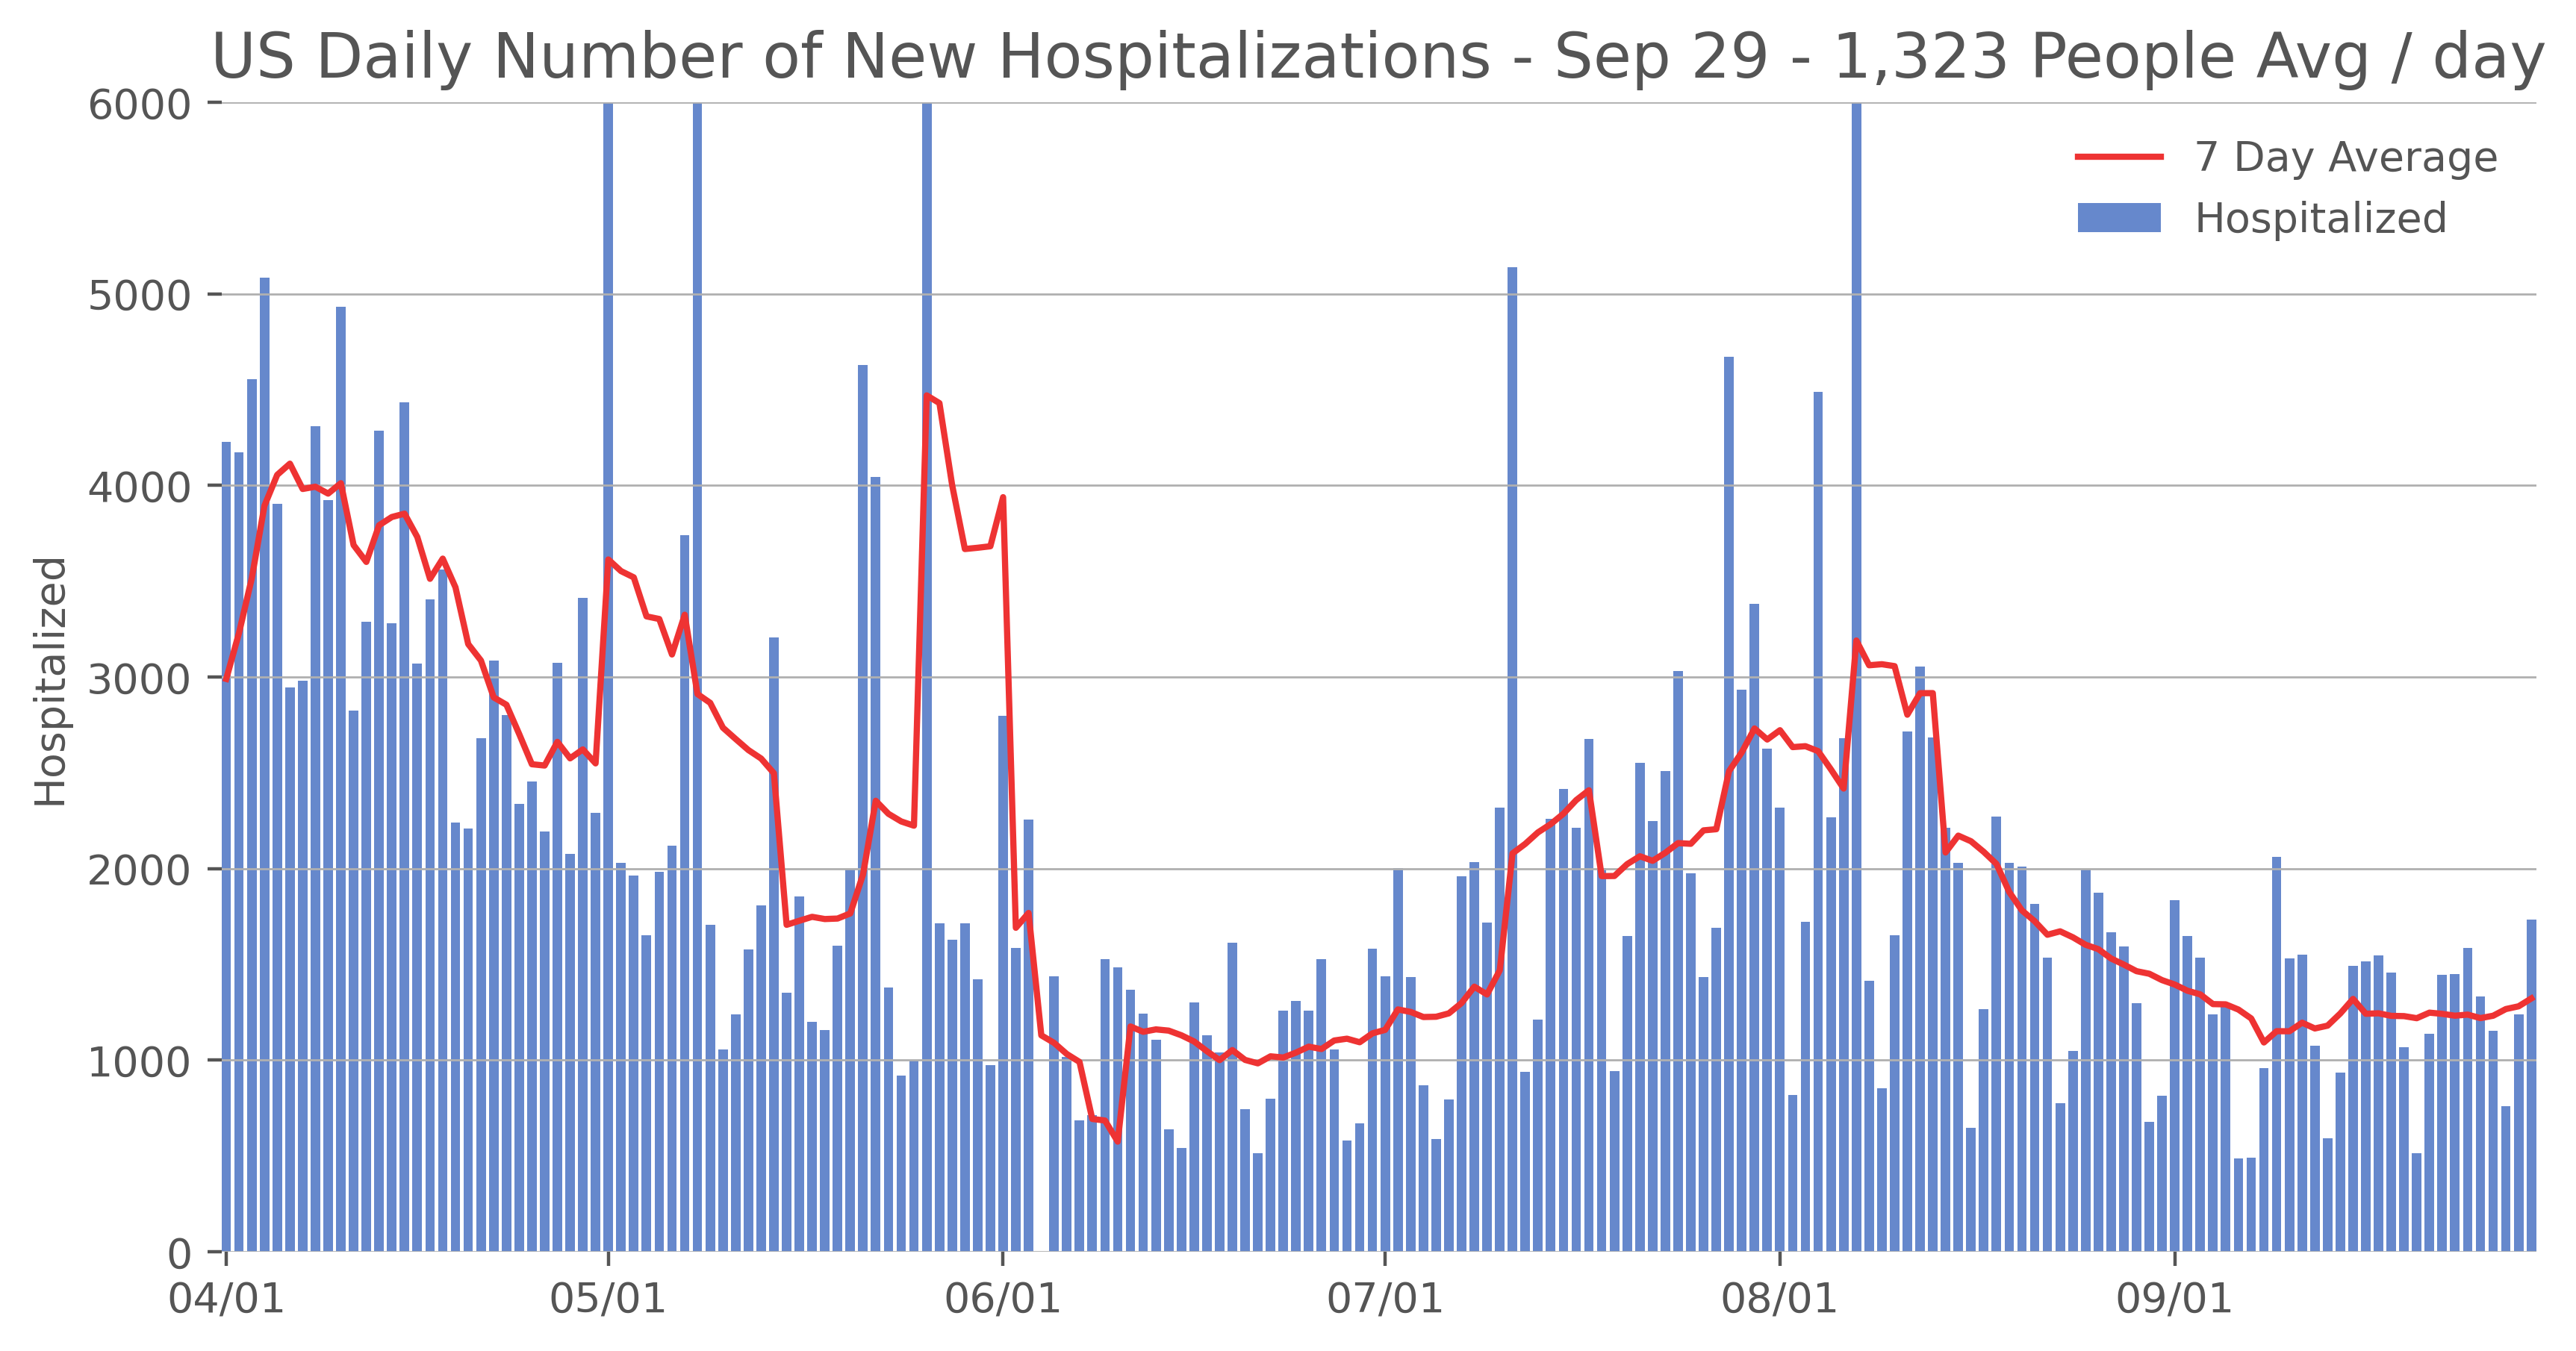 US Daily Number of New Hospitalizations - Sep 29 - 1,323 People Avg / day
6000
5000
4000
3000
2000
1000
0
Hospitalized
7 Day Average
Hospitalized
04/01 05/01 06/01 07/01 08/01 09/01